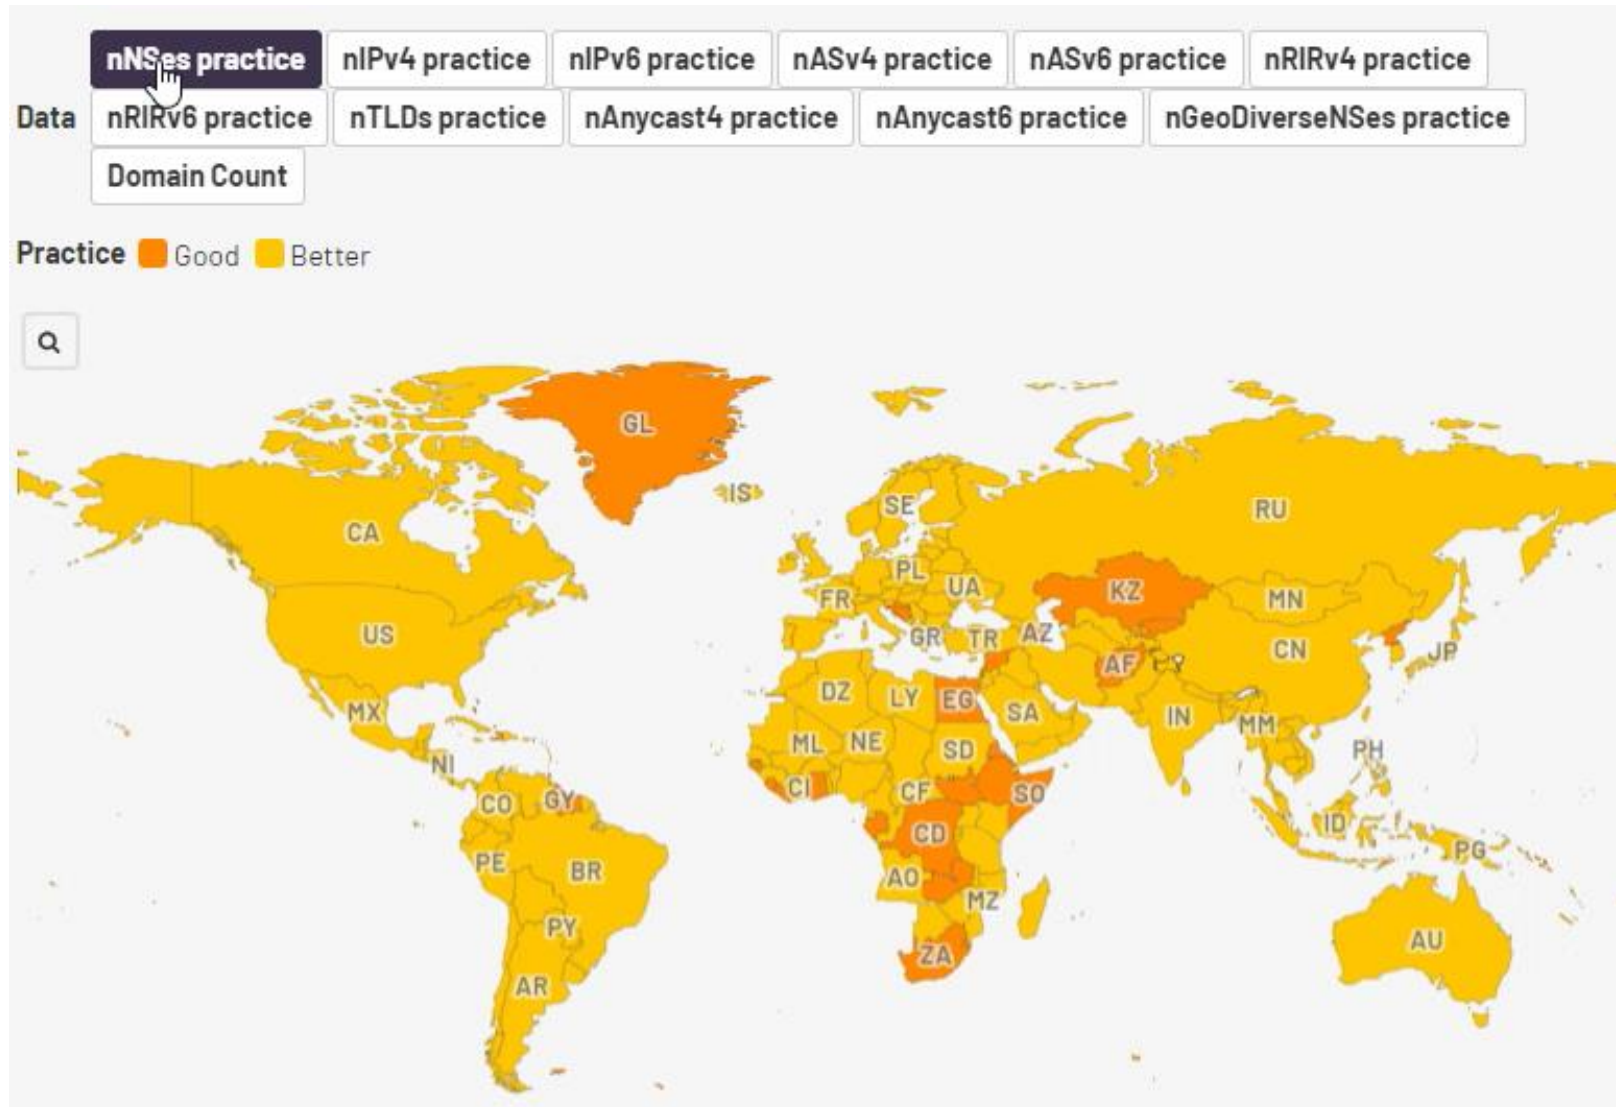 nNSes practice nIPv4 practice nIPv6 practice nASv4 practice nASv6 practice nRIRv4 practice
Data nRIRv6 practice nTLDs practice nAnycast4 practice nAnycast6 practice nGeoDiverseNSes practice
Domain Count
Practice Good Better
GL
IS
SE
RU
CA
PL
UA
FR
KZ
MN
US
GR
TR
AZ
CN
JP
AF
DZ
LY
EG
SA
IN
MX
MM
ML
NE
SD
PH
NI
CI
CF
SO
CO
GY
CD
ID
PG
PE
BR
AO
MZ
PY
AU
ZA
AR